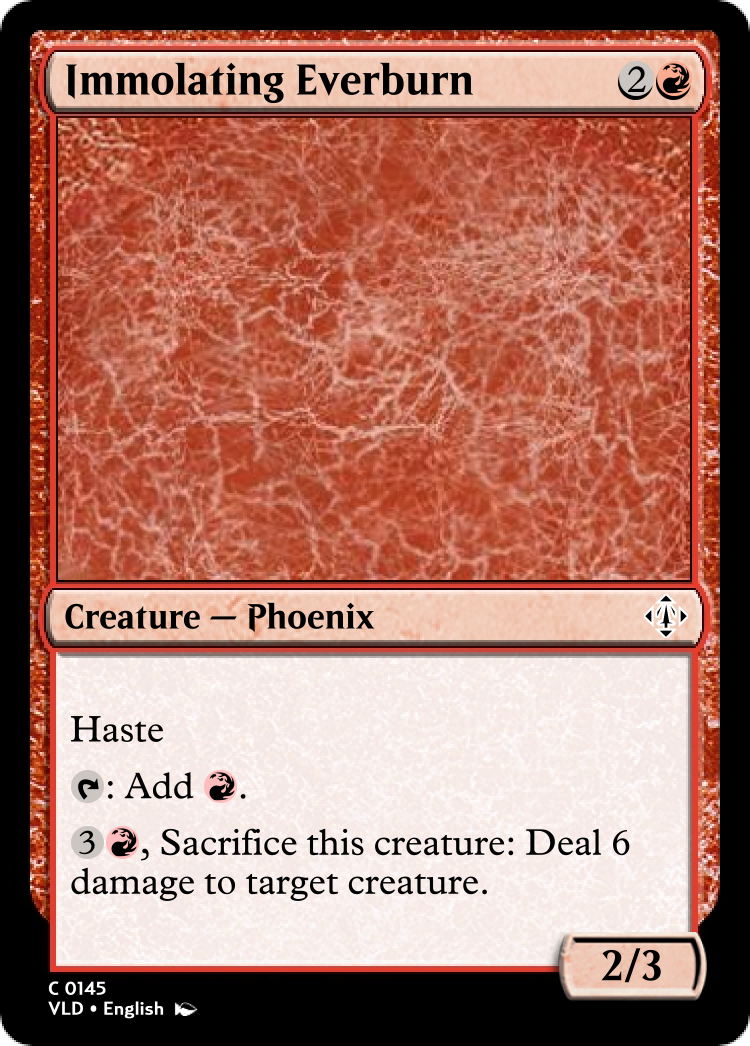 Immolating Everburn 2
Creature — Phoenix
Haste
: Add .
3, Sacrifice this creature: Deal 6
damage to target creature.
2/3
C 0145
VLD • English